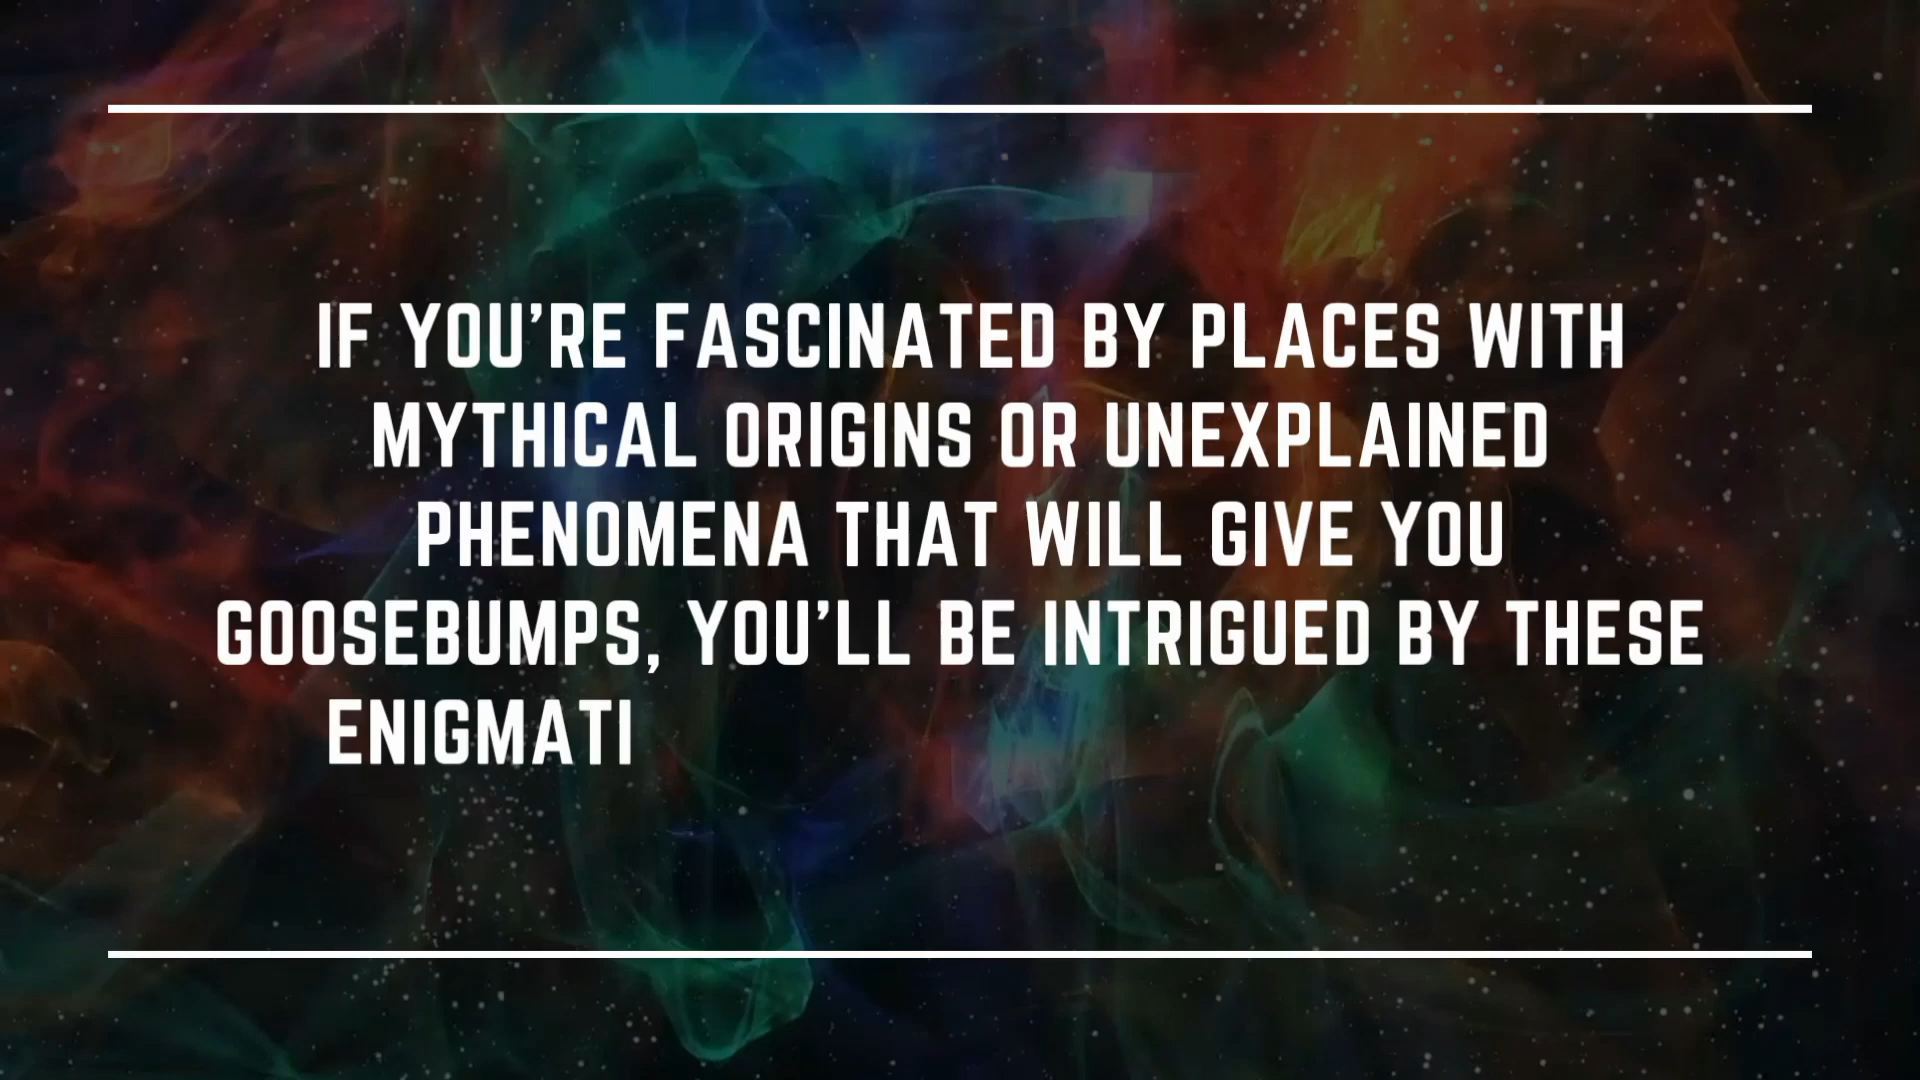 IF YOU'RE FASCINATED BY PLACES WITH
MYTHICAL ORIGINS OR UNEXPLAINED
PHENOMENA THAT WILL GIVE YOU
GOOSEBUMPS, YOU'LL BE INTRIGUED BY THESE
ENIGMATI